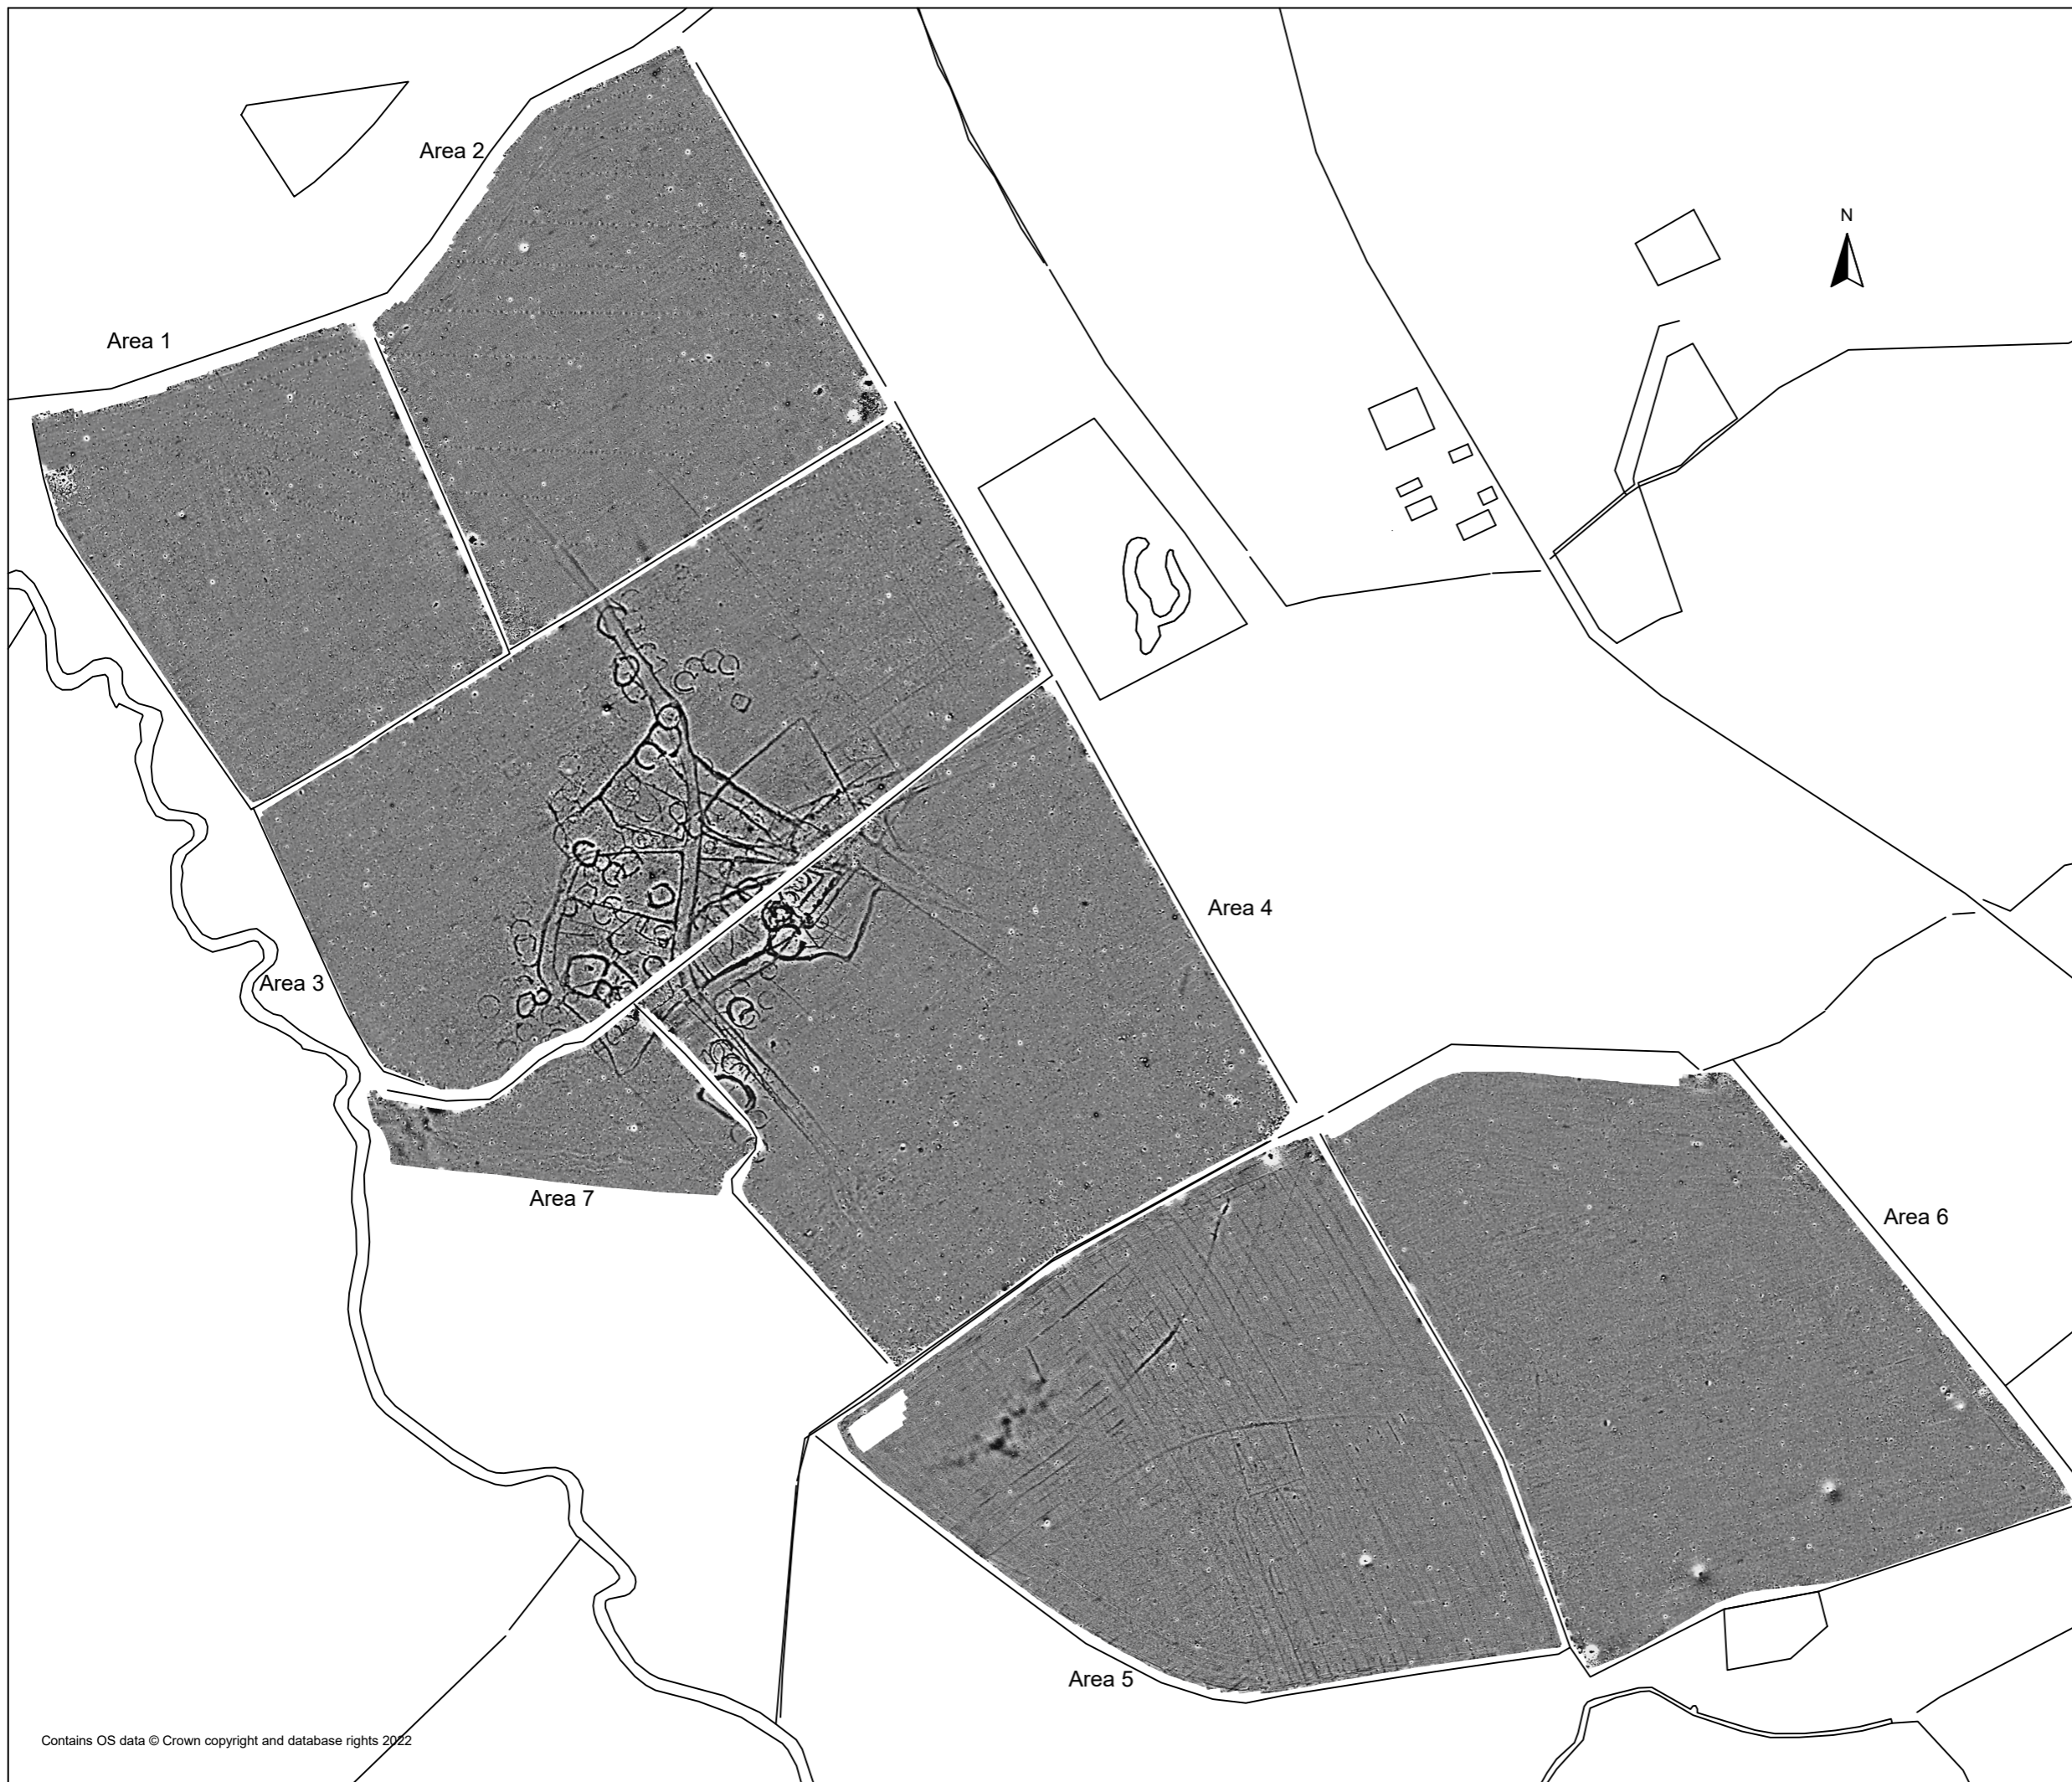 Area 2
N
Area 1
Area 4
Area 3
Area 7
Area 6
Area 5
Contains OS data © Crown copyright and database rights 2022